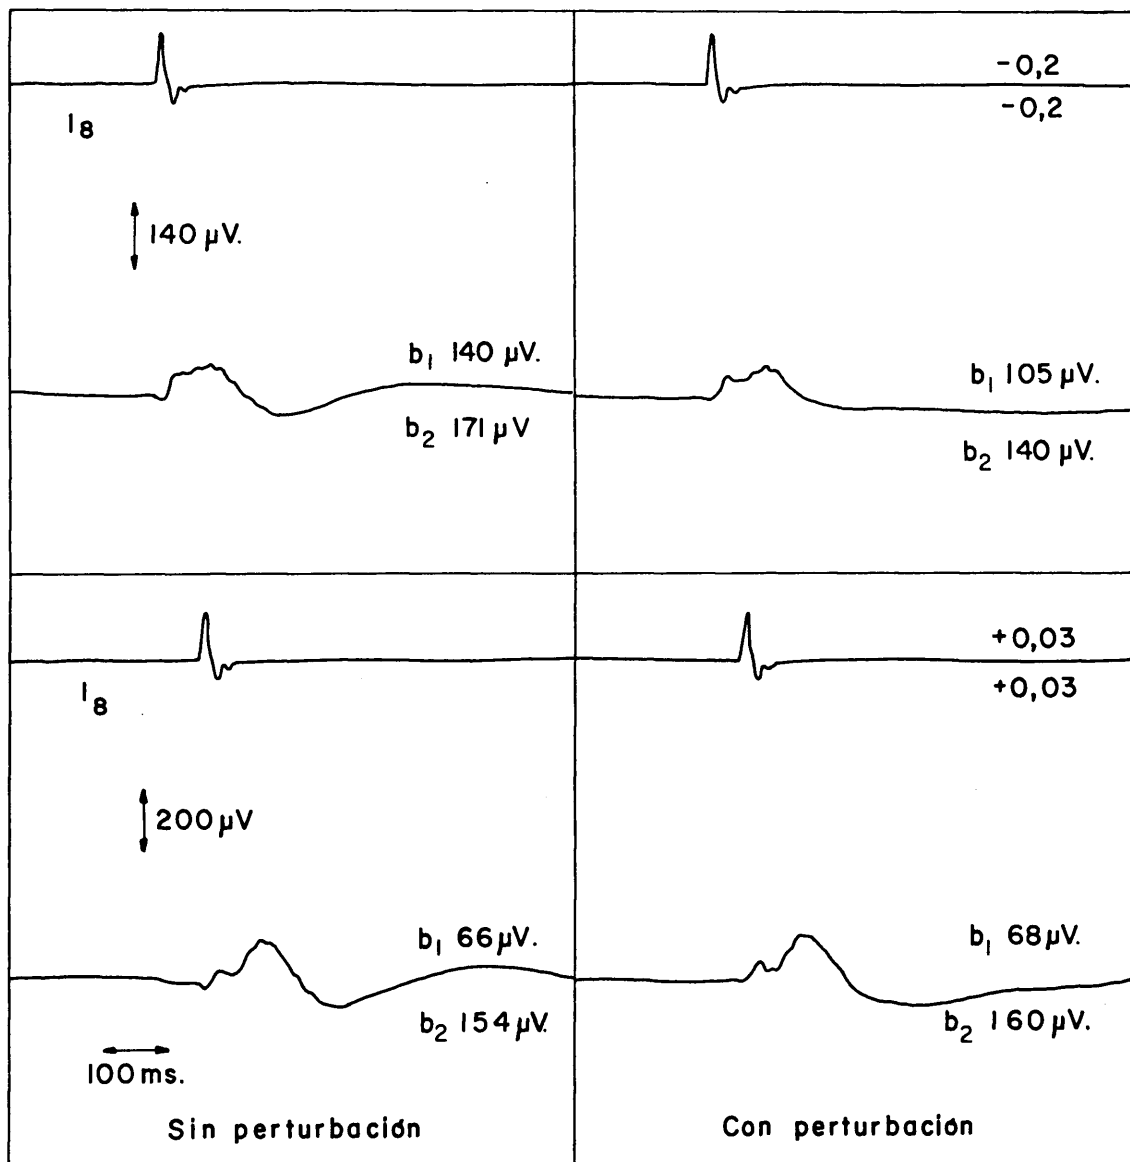 -0,2
-0,2
I8
140 µV.
b1 140 µV.
b2 171 µV
b1 105 µV.
b2 140 µV.
+0,03
+0,03
I8
200 µV
b1 66 µV.
b2 154 µV.
b1 68 µV.
b2 160 µV.
100 ms.
Sin perturbación
Con perturbación